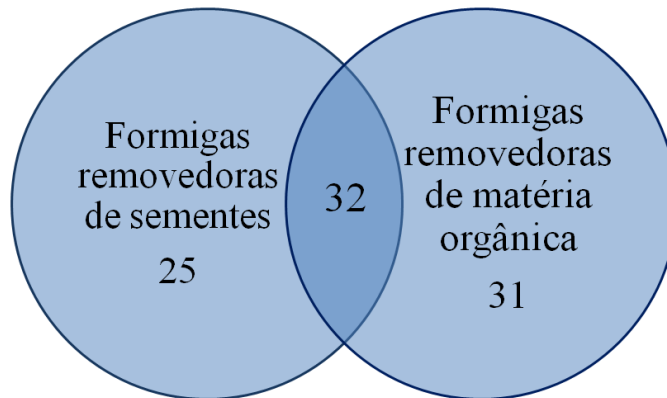 Formigas
removedoras
de sementes
25
32
Formigas
removedoras
de matéria
orgânica
31